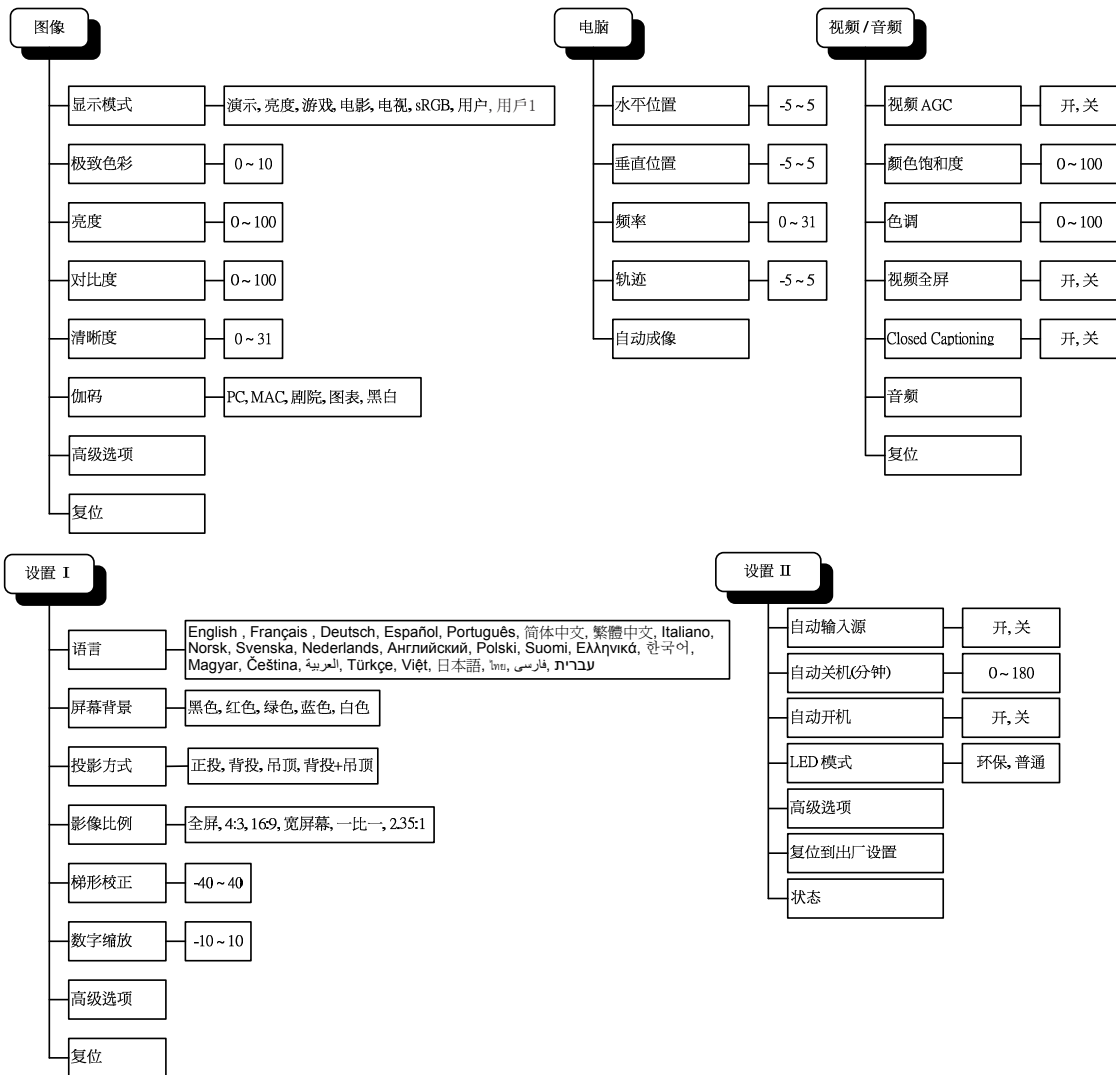 图像
显示模式
演示, 亮度, 游戏, 电影, 电视, sRGB, 用户, 用戶1
极致色彩
0 ~ 10
亮度
0 ~ 100
对比度
0 ~ 100
清晰度
0 ~ 31
伽码
PC, MAC, 剧院, 图表, 黑白
高级选项
复位
电脑
水平位置
-5 ~ 5
垂直位置
-5 ~ 5
频率
0 ~ 31
轨迹
-5 ~ 5
自动成像
视频 / 音频
视频 AGC
开, 关
颜色饱和度
0 ~ 100
色调
0 ~ 100
视频全屏
开, 关
Closed Captioning
开, 关
音频
复位
设置 I
语言
English , Français , Deutsch, Español, Português, 简体中文, 繁體中文, Italiano,
Norsk, Svenska, Nederlands, Английский, Polski, Suomi, Ελληνικά, 한국어,
Magyar, Čeština, العربية, Türkçe, Việt, 日本語, ไทย, فارسی,
עברית
屏幕背景
黑色, 红色, 绿色, 蓝色, 白色
投影方式
正投, 背投, 吊顶, 背投+吊顶
影像比例
全屏, 4:3, 16:9, 宽屏幕, 一比一, 2.35:1
梯形校正
-40 ~ 40
数字缩放
-10 ~ 10
高级选项
复位
设置 II
自动输入源
开, 关
自动关机(分钟)
0 ~ 180
自动开机
开, 关
LED 模式
环保, 普通
高级选项
复位到出厂设置
状态